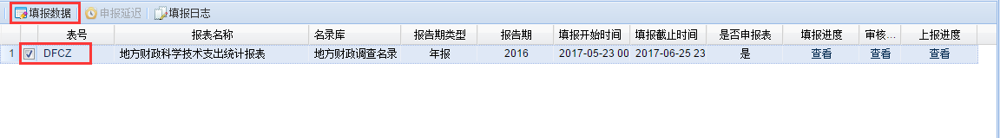 填报数据 申报延迟 填报日志
表号 报表名称 名录库 报告期类型 报告期 填报开始时间 填报截止时间 是否申报表 填报进度 审核... 上报进度
1 DFCZ 地方财政科学技术支出统计报表 地方财政调查名录 年报 2016 2017-05-23 00 2017-06-25 23 是 查看 查看 查看